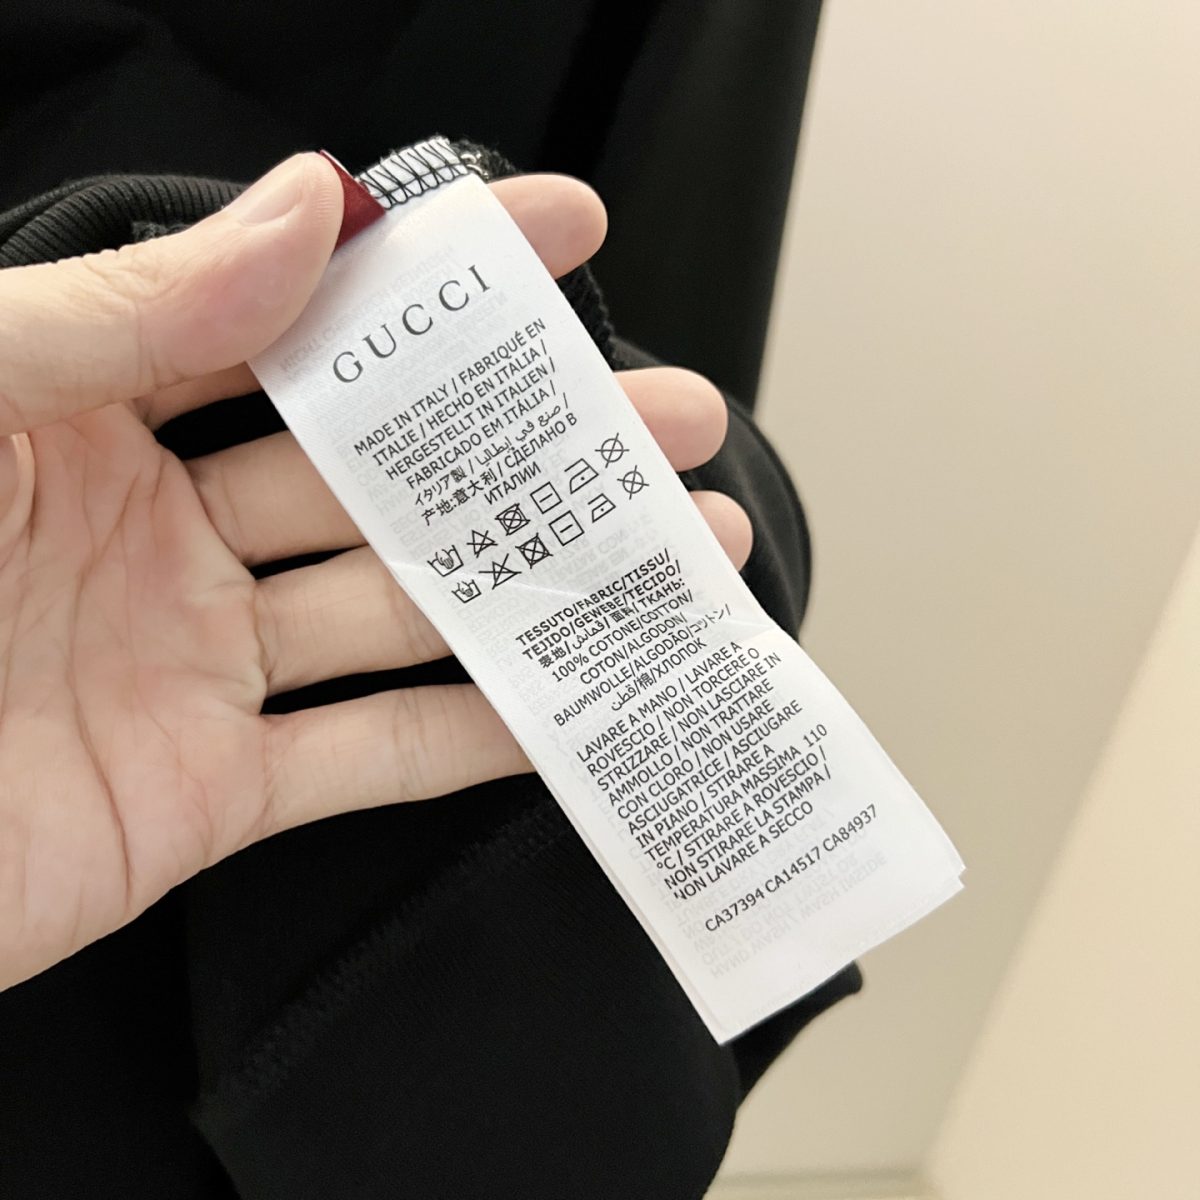 GUCCI
MADE IN ITALY / FABRIQUÉ EN
ITALIE / HECHO EN ITALIA /
HERGESTELLT IN ITALIEN /
FABRICADO EM ITÁLIA /
イタリア製 / صنع في إيطاليا /
产地:意大利 / СДЕЛАНО В
ИТАЛИИ
TESSUTO/FABRIC/TISSU/
TEJIDO/GEWEBE/TECIDO/
表地/قماش/面料/ТКАНЬ:
100% COTONE/COTTON/
COTON/ALGODON/
BAUMWOLLE/ALGODÃO/コットン/
قطن/棉/ХЛОПОК
LAVARE A MANO / LAVARE A
ROVESCIO / NON TORCERE O
STRIZZARE / NON LASCIARE IN
AMMOLLO / NON TRATTARE
CON CLORO / NON USARE
ASCIUGATRICE / ASCIUGARE
IN PIANO / STIRARE A
TEMPERATURA MASSIMA 110
°C / STIRARE A ROVESCIO /
NON STIRARE LA STAMPA /
NON LAVARE A SECCO
CA37394 CA14517 CA84937